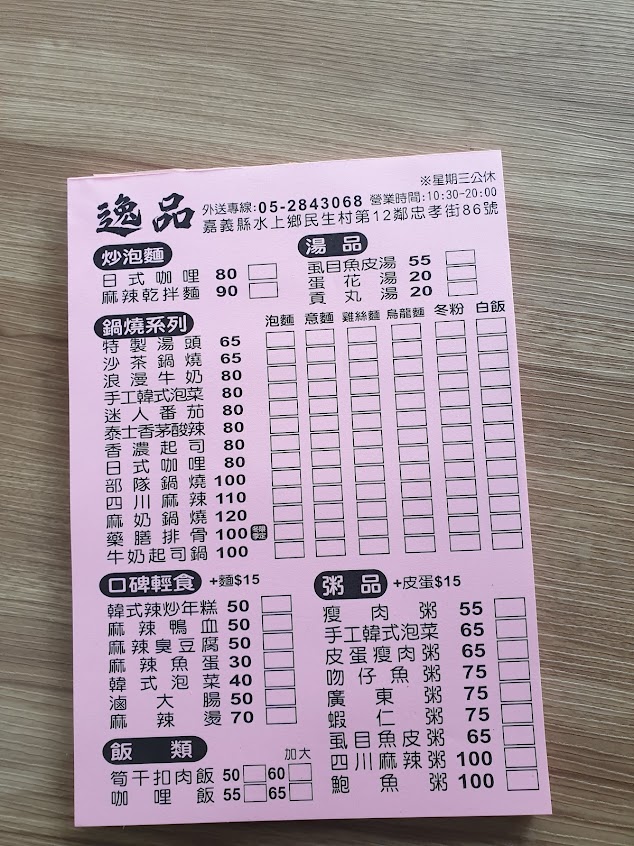 ※星期三公休
逸品 外送專線:05-2843068 營業時間:10:30-20:00
嘉義縣水上鄉民生村第12鄰忠孝街86號
炒泡麵
日式咖哩 80
麻辣乾拌麵 90
湯品
虱目魚皮湯 55
蛋花湯 20
貢丸湯 20
鍋燒系列 泡麵 意麵 雞絲麵 烏龍麵 冬粉 白飯
特製湯頭 65
沙茶鍋燒 65
浪漫牛奶 80
手工韓式泡菜 80
迷人番茄 80
泰士香茅酸辣 80
香濃起司 80
日式咖哩 80
部隊鍋燒 100
四川麻辣 110
麻奶鍋燒 120
藥膳排骨 100 冬季限定
牛奶起司鍋 100
口碑輕食 +麵$15
韓式辣炒年糕 50
麻辣鴨血 50
麻辣臭豆腐 50
麻辣魚蛋 30
韓式泡菜 40
滷大腸 50
麻辣燙 70
飯類 加大
筍干扣肉飯 50 60
咖哩飯 55 65
粥品 +皮蛋$15
瘦肉粥 55
手工韓式泡菜 65
皮蛋瘦肉粥 65
吻仔魚粥 75
廣東粥 75
蝦仁粥 75
虱目魚皮粥 65
四川麻辣粥 100
鮑魚粥 100